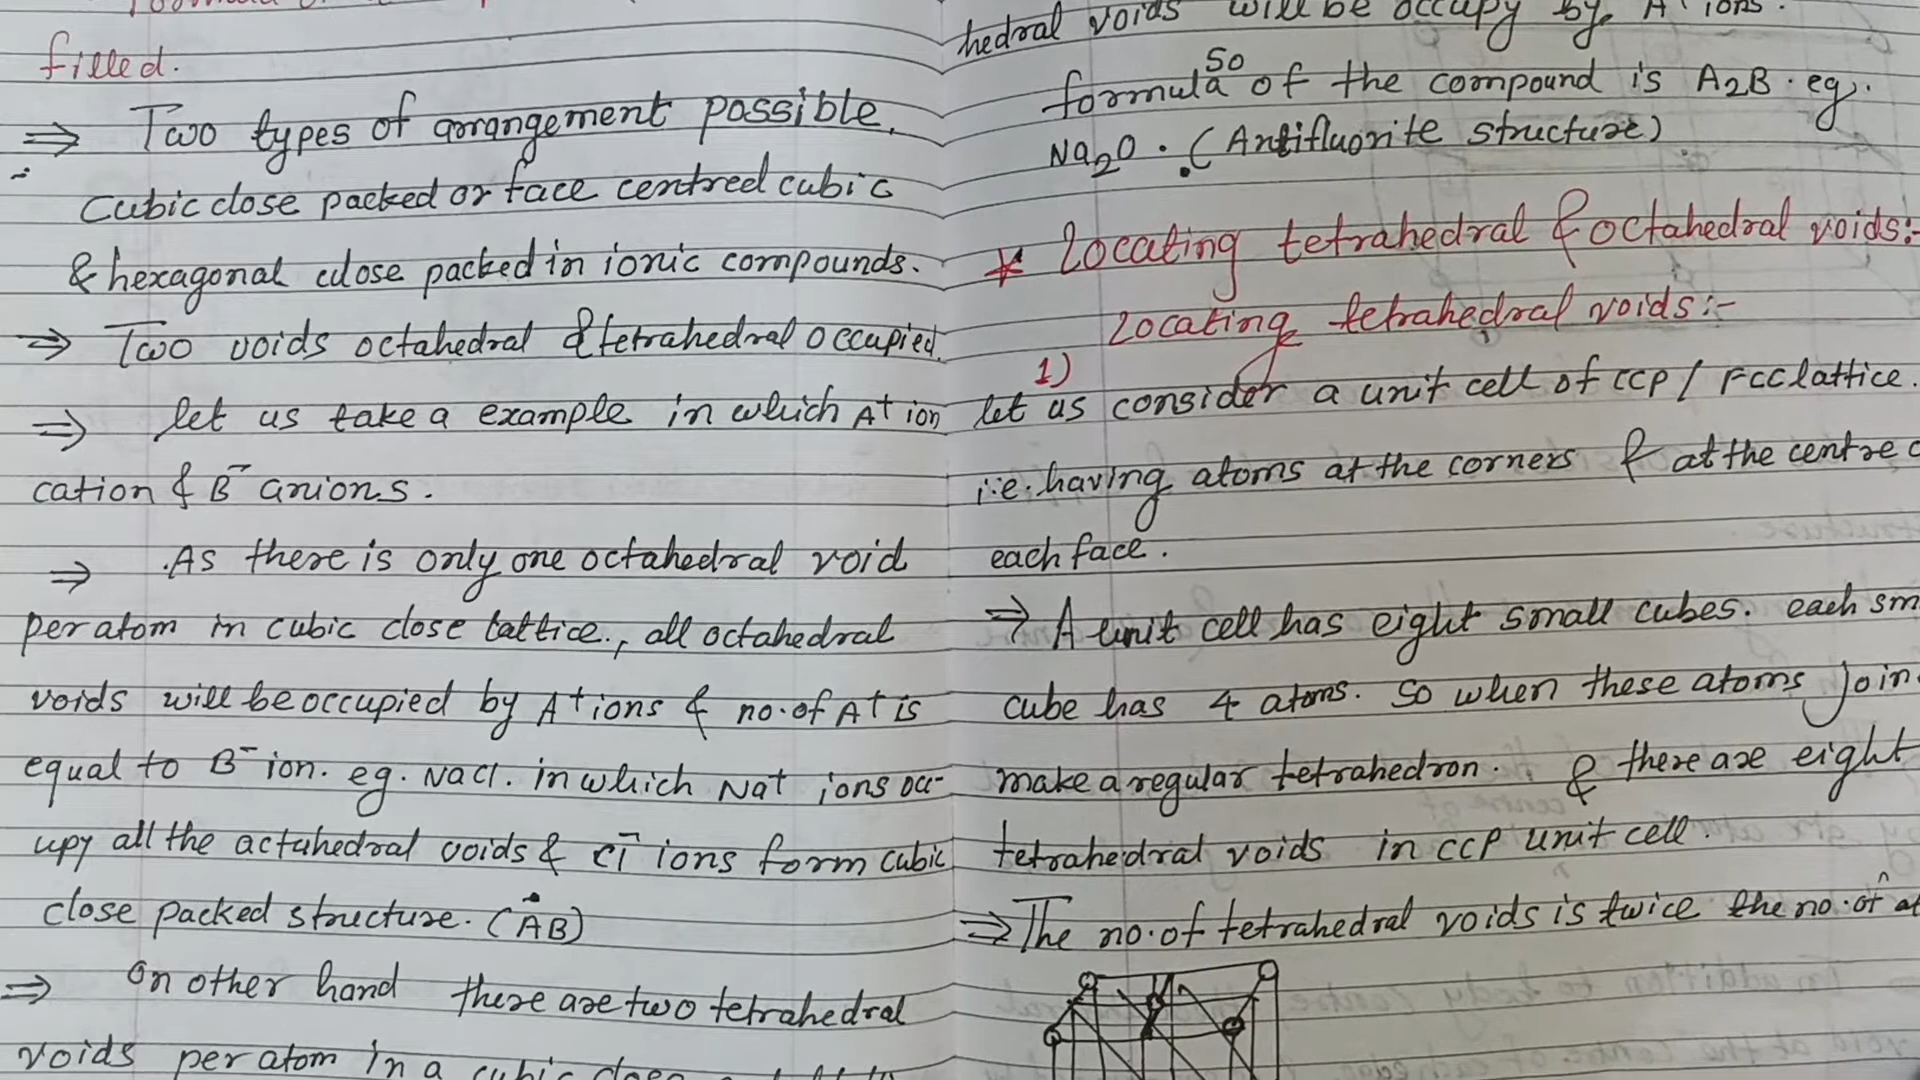 filled.
⇒ Two types of arrangement possible.
Cubic close packed or face centred cubic
& hexagonal close packed in ionic compounds.
⇒ Two voids octahedral & tetrahedral occupied.
⇒ let us take a example in which A+ ion
cation & B- anions.
⇒ As there is only one octahedral void
per atom in cubic close lattice, all octahedral
voids will be occupied by A+ ions & no. of A+ is
equal to B- ion. eg. NaCl. in which Na+ ions occ-
upy all the actahedral voids & Cl- ions form cubic
close packed structure. (AB)
⇒ On other hand there are two tetrahedral
voids per atom in a cubic
hedral voids will be occupy by A+ ions.
so
formula of the compound is A2B. eg.
Na2O. (Antifluorite structure)
* Locating tetrahedral & octahedral voids:-
Locating tetrahedral voids:-
1)
let us consider a unit cell of CCP / FCC lattice.
i.e. having atoms at the corners & at the centre
each face.
⇒ A unit cell has eight small cubes. each sm
cube has 4 atoms. So when these atoms join
make a regular tetrahedron. & there are eight
tetrahedral voids in CCP unit cell.
⇒ The no. of tetrahedral voids is twice the no. of at